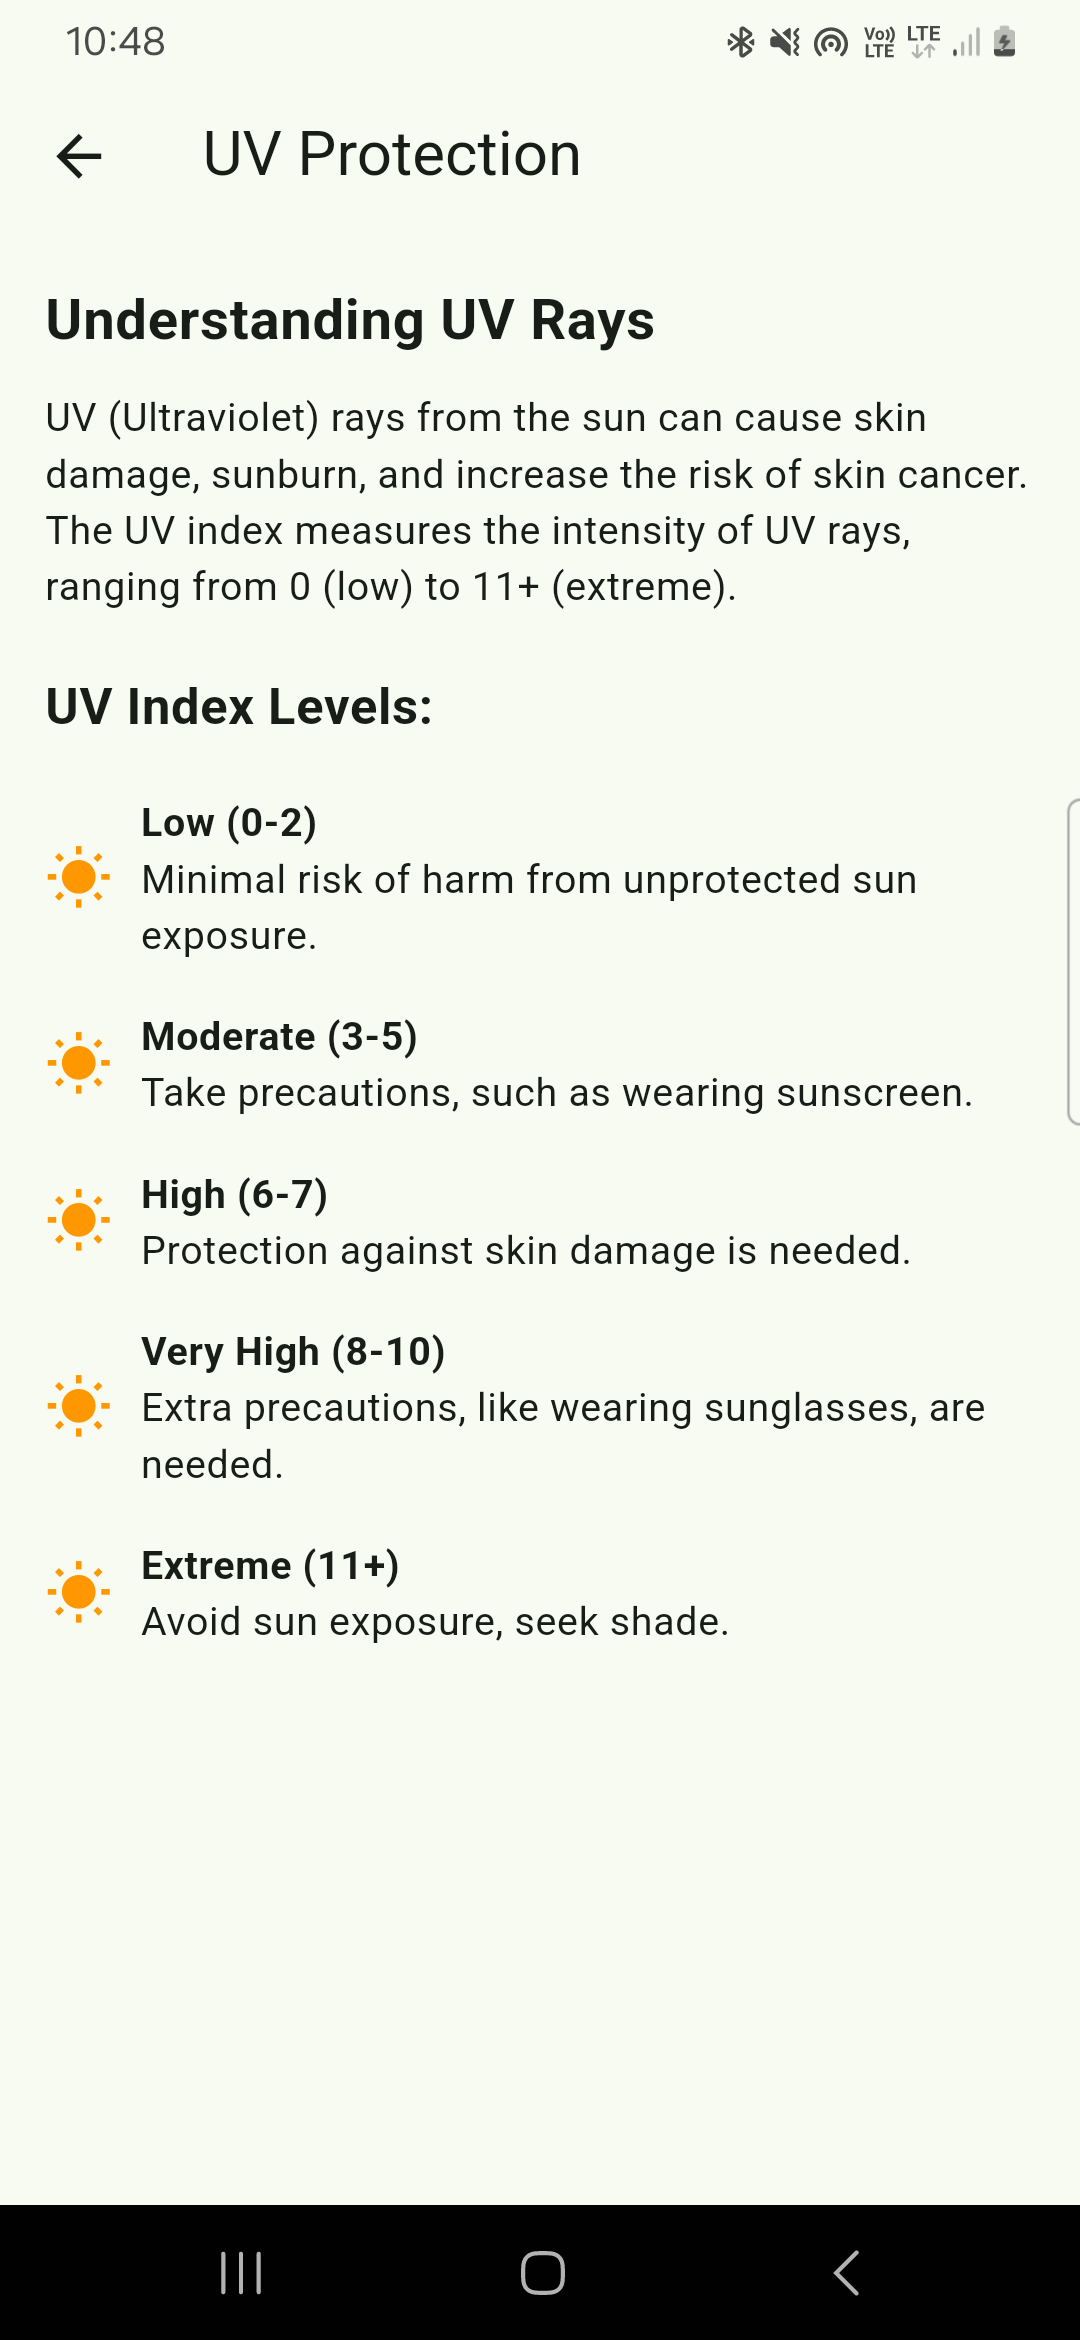 10:48
Vo)) LTE
LTE
UV Protection
Understanding UV Rays
UV (Ultraviolet) rays from the sun can cause skin
damage, sunburn, and increase the risk of skin cancer.
The UV index measures the intensity of UV rays,
ranging from 0 (low) to 11+ (extreme).
UV Index Levels:
Low (0-2)
Minimal risk of harm from unprotected sun
exposure.
Moderate (3-5)
Take precautions, such as wearing sunscreen.
High (6-7)
Protection against skin damage is needed.
Very High (8-10)
Extra precautions, like wearing sunglasses, are
needed.
Extreme (11+)
Avoid sun exposure, seek shade.